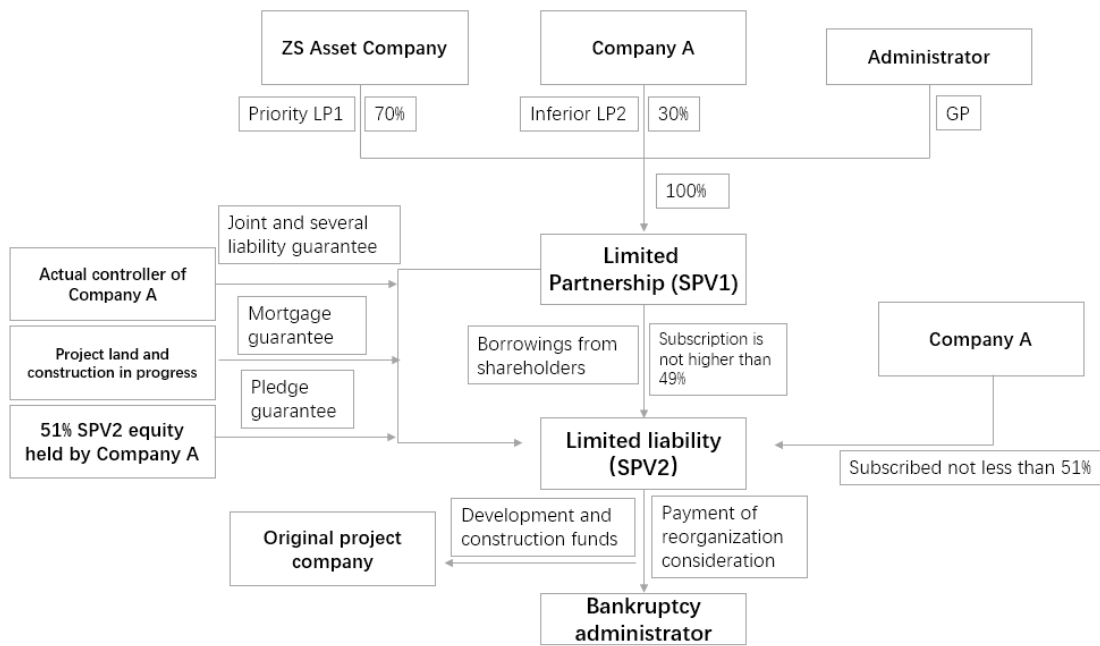 ZS Asset Company
Company A
Administrator
Priority LP1
70%
Inferior LP2
30%
GP
100%
Joint and several
liability guarantee
Actual controller of
Company A
Limited
Partnership (SPV1)
Mortgage
guarantee
Project land and
construction in progress
Borrowings from
shareholders
Subscription is
not higher than
49%
Company A
Pledge
guarantee
51% SPV2 equity
held by Company A
Limited liability
(SPV2)
Subscribed not less than 51%
Development and
construction funds
Payment of
reorganization
consideration
Original project
company
Bankruptcy
administrator